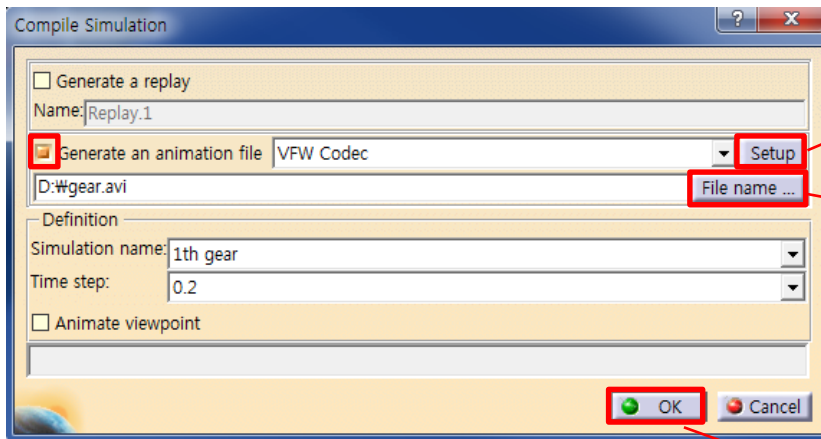 Compile Simulation
?
X
Generate a replay
Name: Replay.1
Generate an animation file VFW Codec Setup
D:₩gear.avi File name ...
Definition
Simulation name: 1th gear
Time step: 0.2
Animate viewpoint
OK Cancel